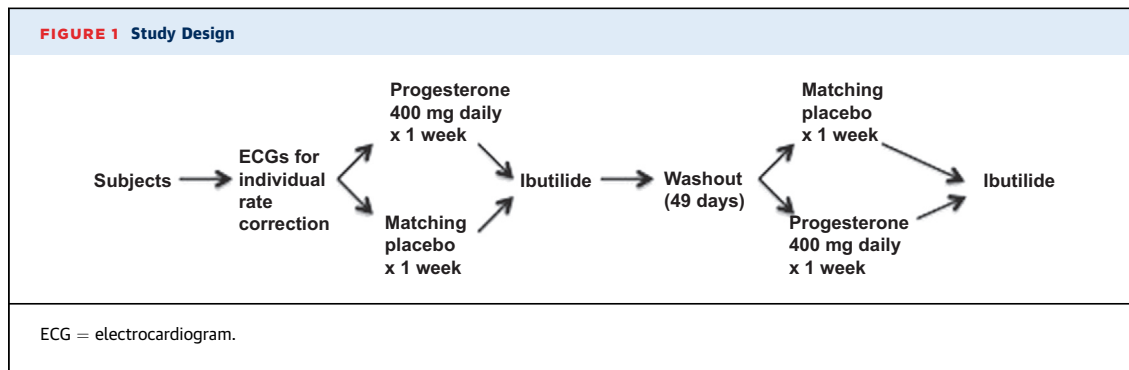 FIGURE 1 Study Design
Subjects
ECGs for
individual
rate
correction
Progesterone
400 mg daily
x 1 week
Matching
placebo
x 1 week
Ibutilide
Washout
(49 days)
Matching
placebo
x 1 week
Progesterone
400 mg daily
x 1 week
Ibutilide
ECG = electrocardiogram.